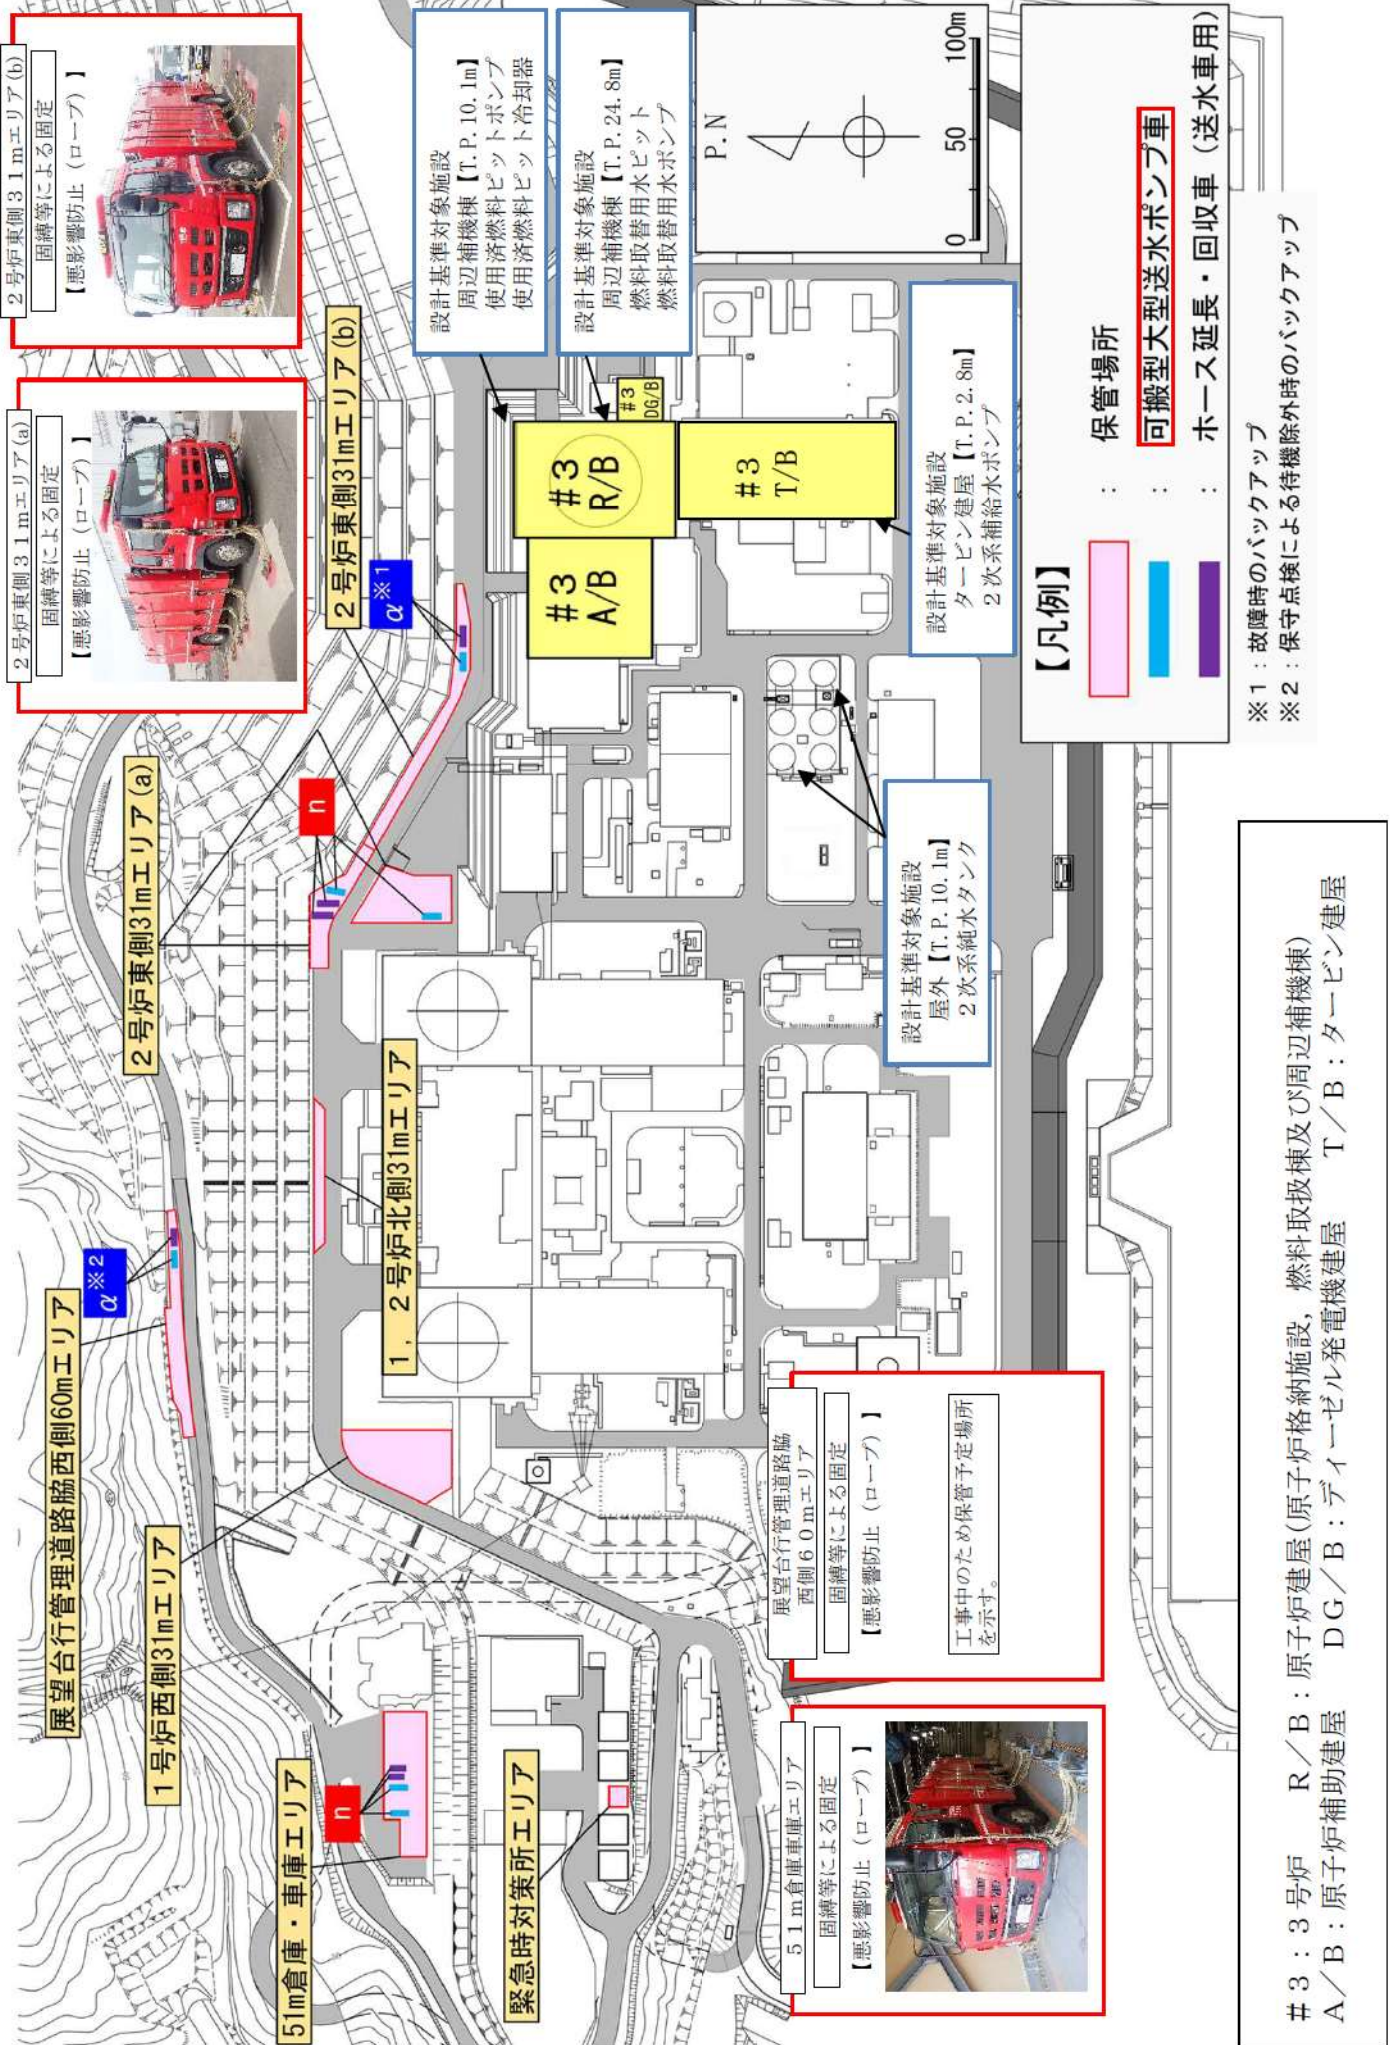 2号炉東側31mエリア(a)
固縛等による固定
【悪影響防止（ロープ）】
2号炉東側31mエリア(b)
固縛等による固定
【悪影響防止（ロープ）】
展望台行管理道路脇西側60mエリア
α※2
1号炉西側31mエリア
2号炉東側31mエリア(a)
n
2号炉東側31mエリア(b)
α※1
51m倉庫・車庫エリア
n
緊急時対策所エリア
1，2号炉北側31mエリア
設計基準対象施設
周辺補機棟【T.P.10.1m】
使用済燃料ピットポンプ
使用済燃料ピット冷却器
設計基準対象施設
周辺補機棟【T.P.24.8m】
燃料取替用水ピット
燃料取替用水ポンプ
#3
R/B
#3
A/B
#3
DG/B
#3
T/B
P.N
0 50 100m
51m倉庫車庫エリア
固縛等による固定
【悪影響防止（ロープ）】
展望台行管理道路脇
西側60mエリア
固縛等による固定
【悪影響防止（ロープ）】
工事中のため保管予定場所
を示す。
設計基準対象施設
屋外【T.P.10.1m】
2次系純水タンク
設計基準対象施設
タービン建屋【T.P.2.8m】
2次系補給水ポンプ
【凡例】
： 保管場所
： 可搬型大型送水ポンプ車
： ホース延長・回収車（送水車用）
※1：故障時のバックアップ
※2：保守点検による待機除外時のバックアップ
#3：3号炉 R／B：原子炉建屋(原子炉格納施設，燃料取扱棟及び周辺補機棟)
A／B：原子炉補助建屋 DG／B：ディーゼル発電機建屋 T／B：タービン建屋